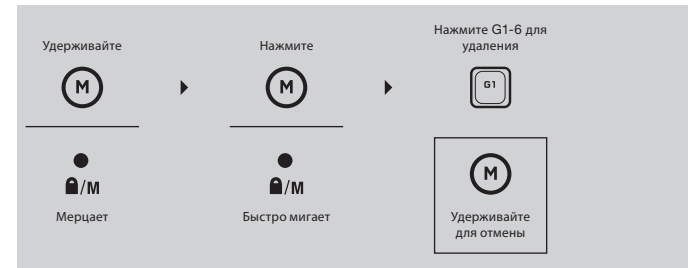 Удерживайте
M
/M
Мерцает
Нажмите
M
/M
Быстро мигает
Нажмите G1-6 для
удаления
G1
M
Удерживайте
для отмены